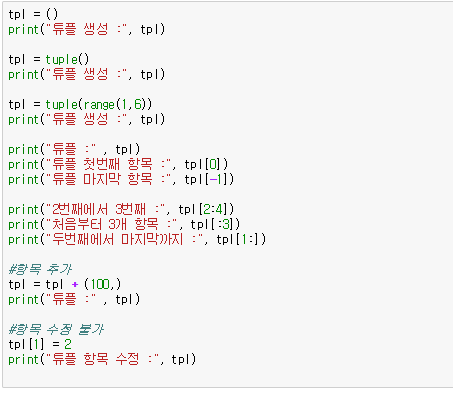 tpl = ()
print("튜플 생성 :", tpl)
tpl = tuple()
print("튜플 생성 :", tpl)
tpl = tuple(range(1,6))
print("튜플 생성 :", tpl)
print("튜플 :" , tpl)
print("튜플 첫번째 항목 :", tpl[0])
print("튜플 마지막 항목 :", tpl[-1])
print("2번째에서 3번째 :", tpl[2:4])
print("처음부터 3개 항목 :", tpl[:3])
print("두번째에서 마지막까지 :", tpl[1:])
#항목 추가
tpl = tpl + (100,)
print("튜플 :" , tpl)
#항목 수정 불가
tpl[1] = 2
print("튜플 항목 수정 :", tpl)